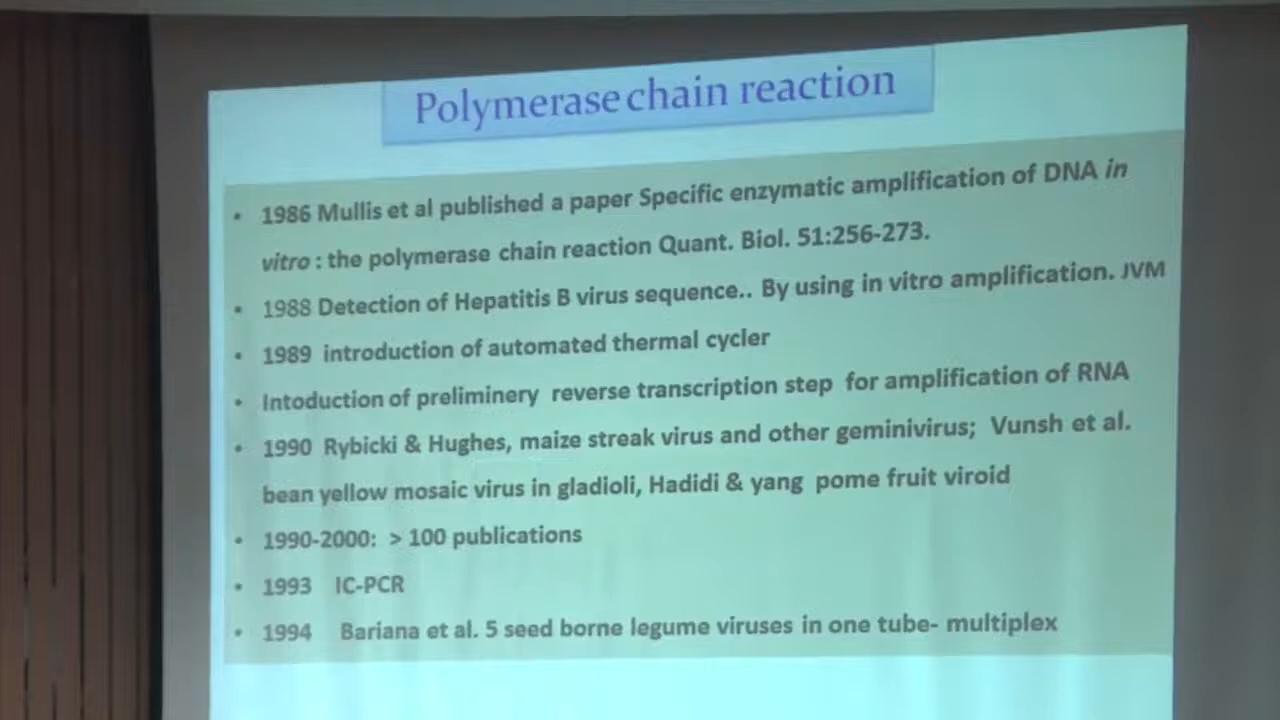 Polymerase chain reaction
• 1986 Mullis et al published a paper Specific enzymatic amplification of DNA in
vitro : the polymerase chain reaction Quant. Biol. 51:256-273.
• 1988 Detection of Hepatitis B virus sequence.. By using in vitro amplification. JVM
• 1989 introduction of automated thermal cycler
• Intoduction of preliminery reverse transcription step for amplification of RNA
• 1990 Rybicki & Hughes, maize streak virus and other geminivirus; Vunsh et al.
bean yellow mosaic virus in gladioli, Hadidi & yang pome fruit viroid
• 1990-2000: > 100 publications
• 1993 IC-PCR
• 1994 Bariana et al. 5 seed borne legume viruses in one tube- multiplex